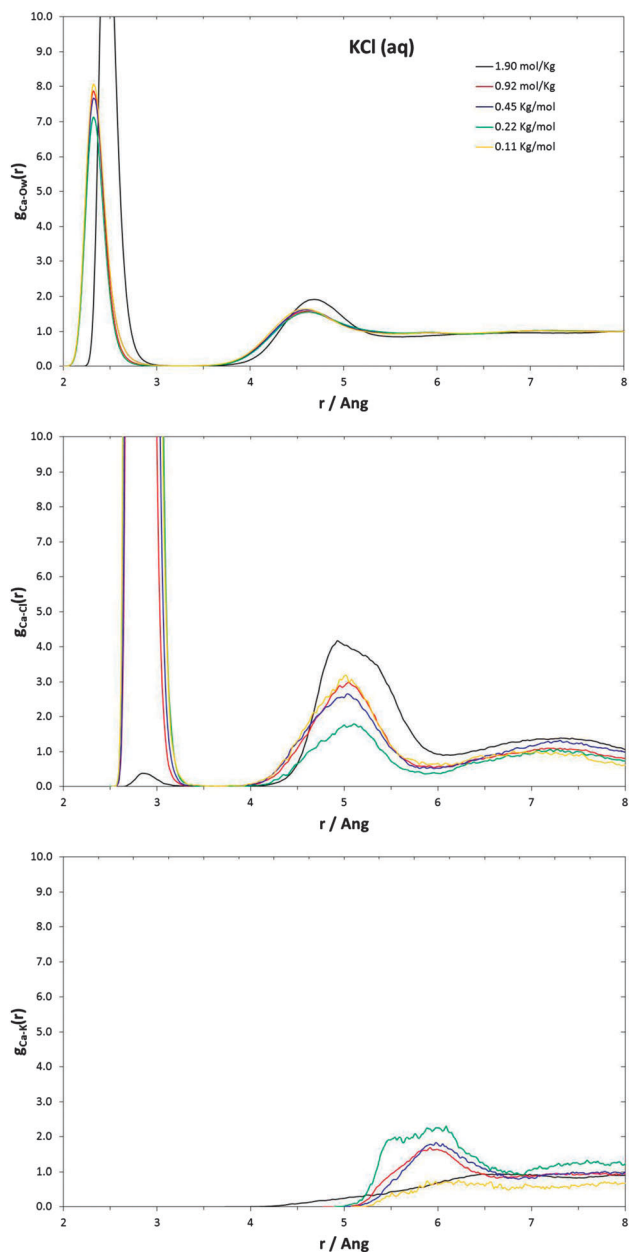 KCl (aq)
1.90 mol/Kg
0.92 mol/Kg
0.45 Kg/mol
0.22 Kg/mol
0.11 Kg/mol
gCa-Ow(r)
10.0
9.0
8.0
7.0
6.0
5.0
4.0
3.0
2.0
1.0
0.0
2 3 4 5 6 7 8
r / Ang
gCa-Cl(r)
10.0
9.0
8.0
7.0
6.0
5.0
4.0
3.0
2.0
1.0
0.0
2 3 4 5 6 7 8
r / Ang
gCa-K(r)
10.0
9.0
8.0
7.0
6.0
5.0
4.0
3.0
2.0
1.0
0.0
2 3 4 5 6 7 8
r / Ang